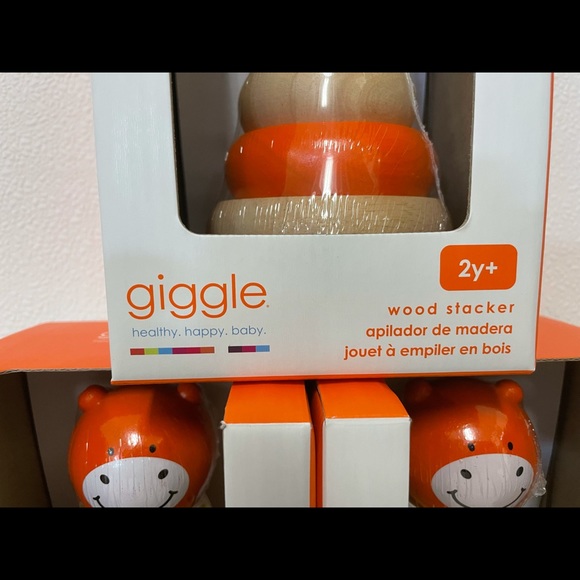 giggle
healthy. happy. baby.
2y+
wood stacker
apilador de madera
jouet à empiler en bois